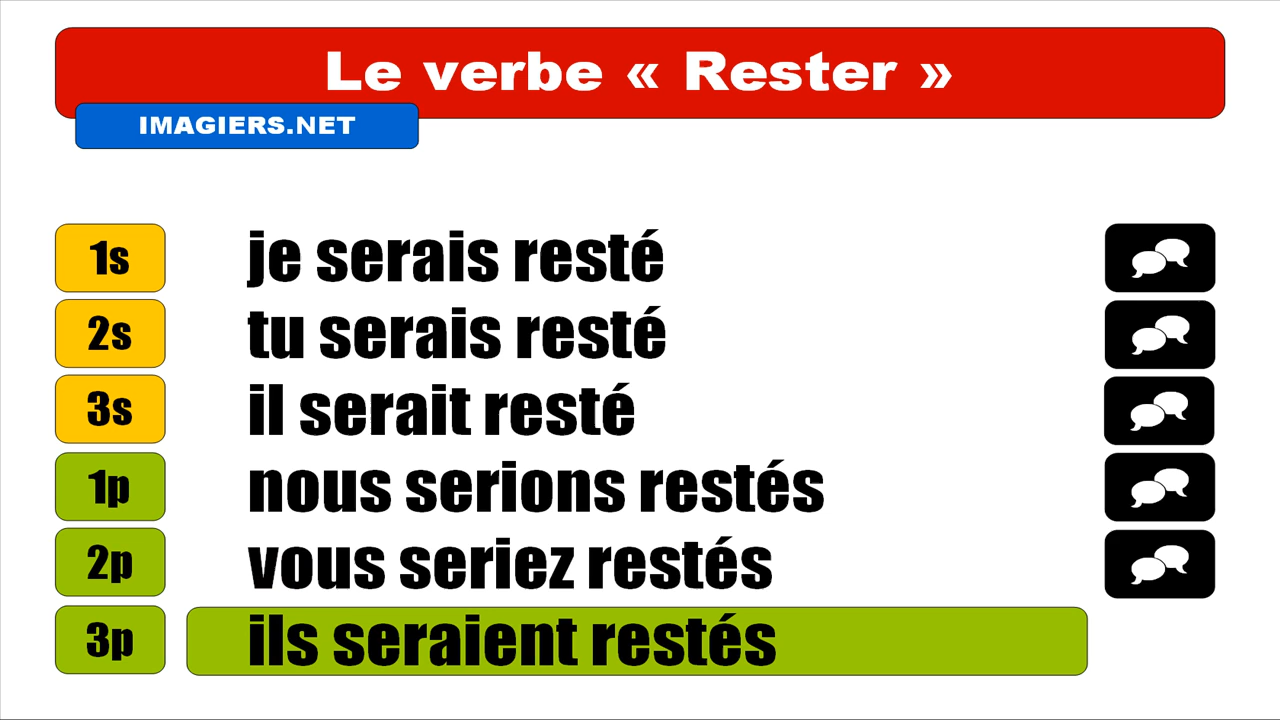 Le verbe « Rester »
IMAGIERS.NET
1s je serais resté
2s tu serais resté
3s il serait resté
1p nous serions restés
2p vous seriez restés
3p ils seraient restés